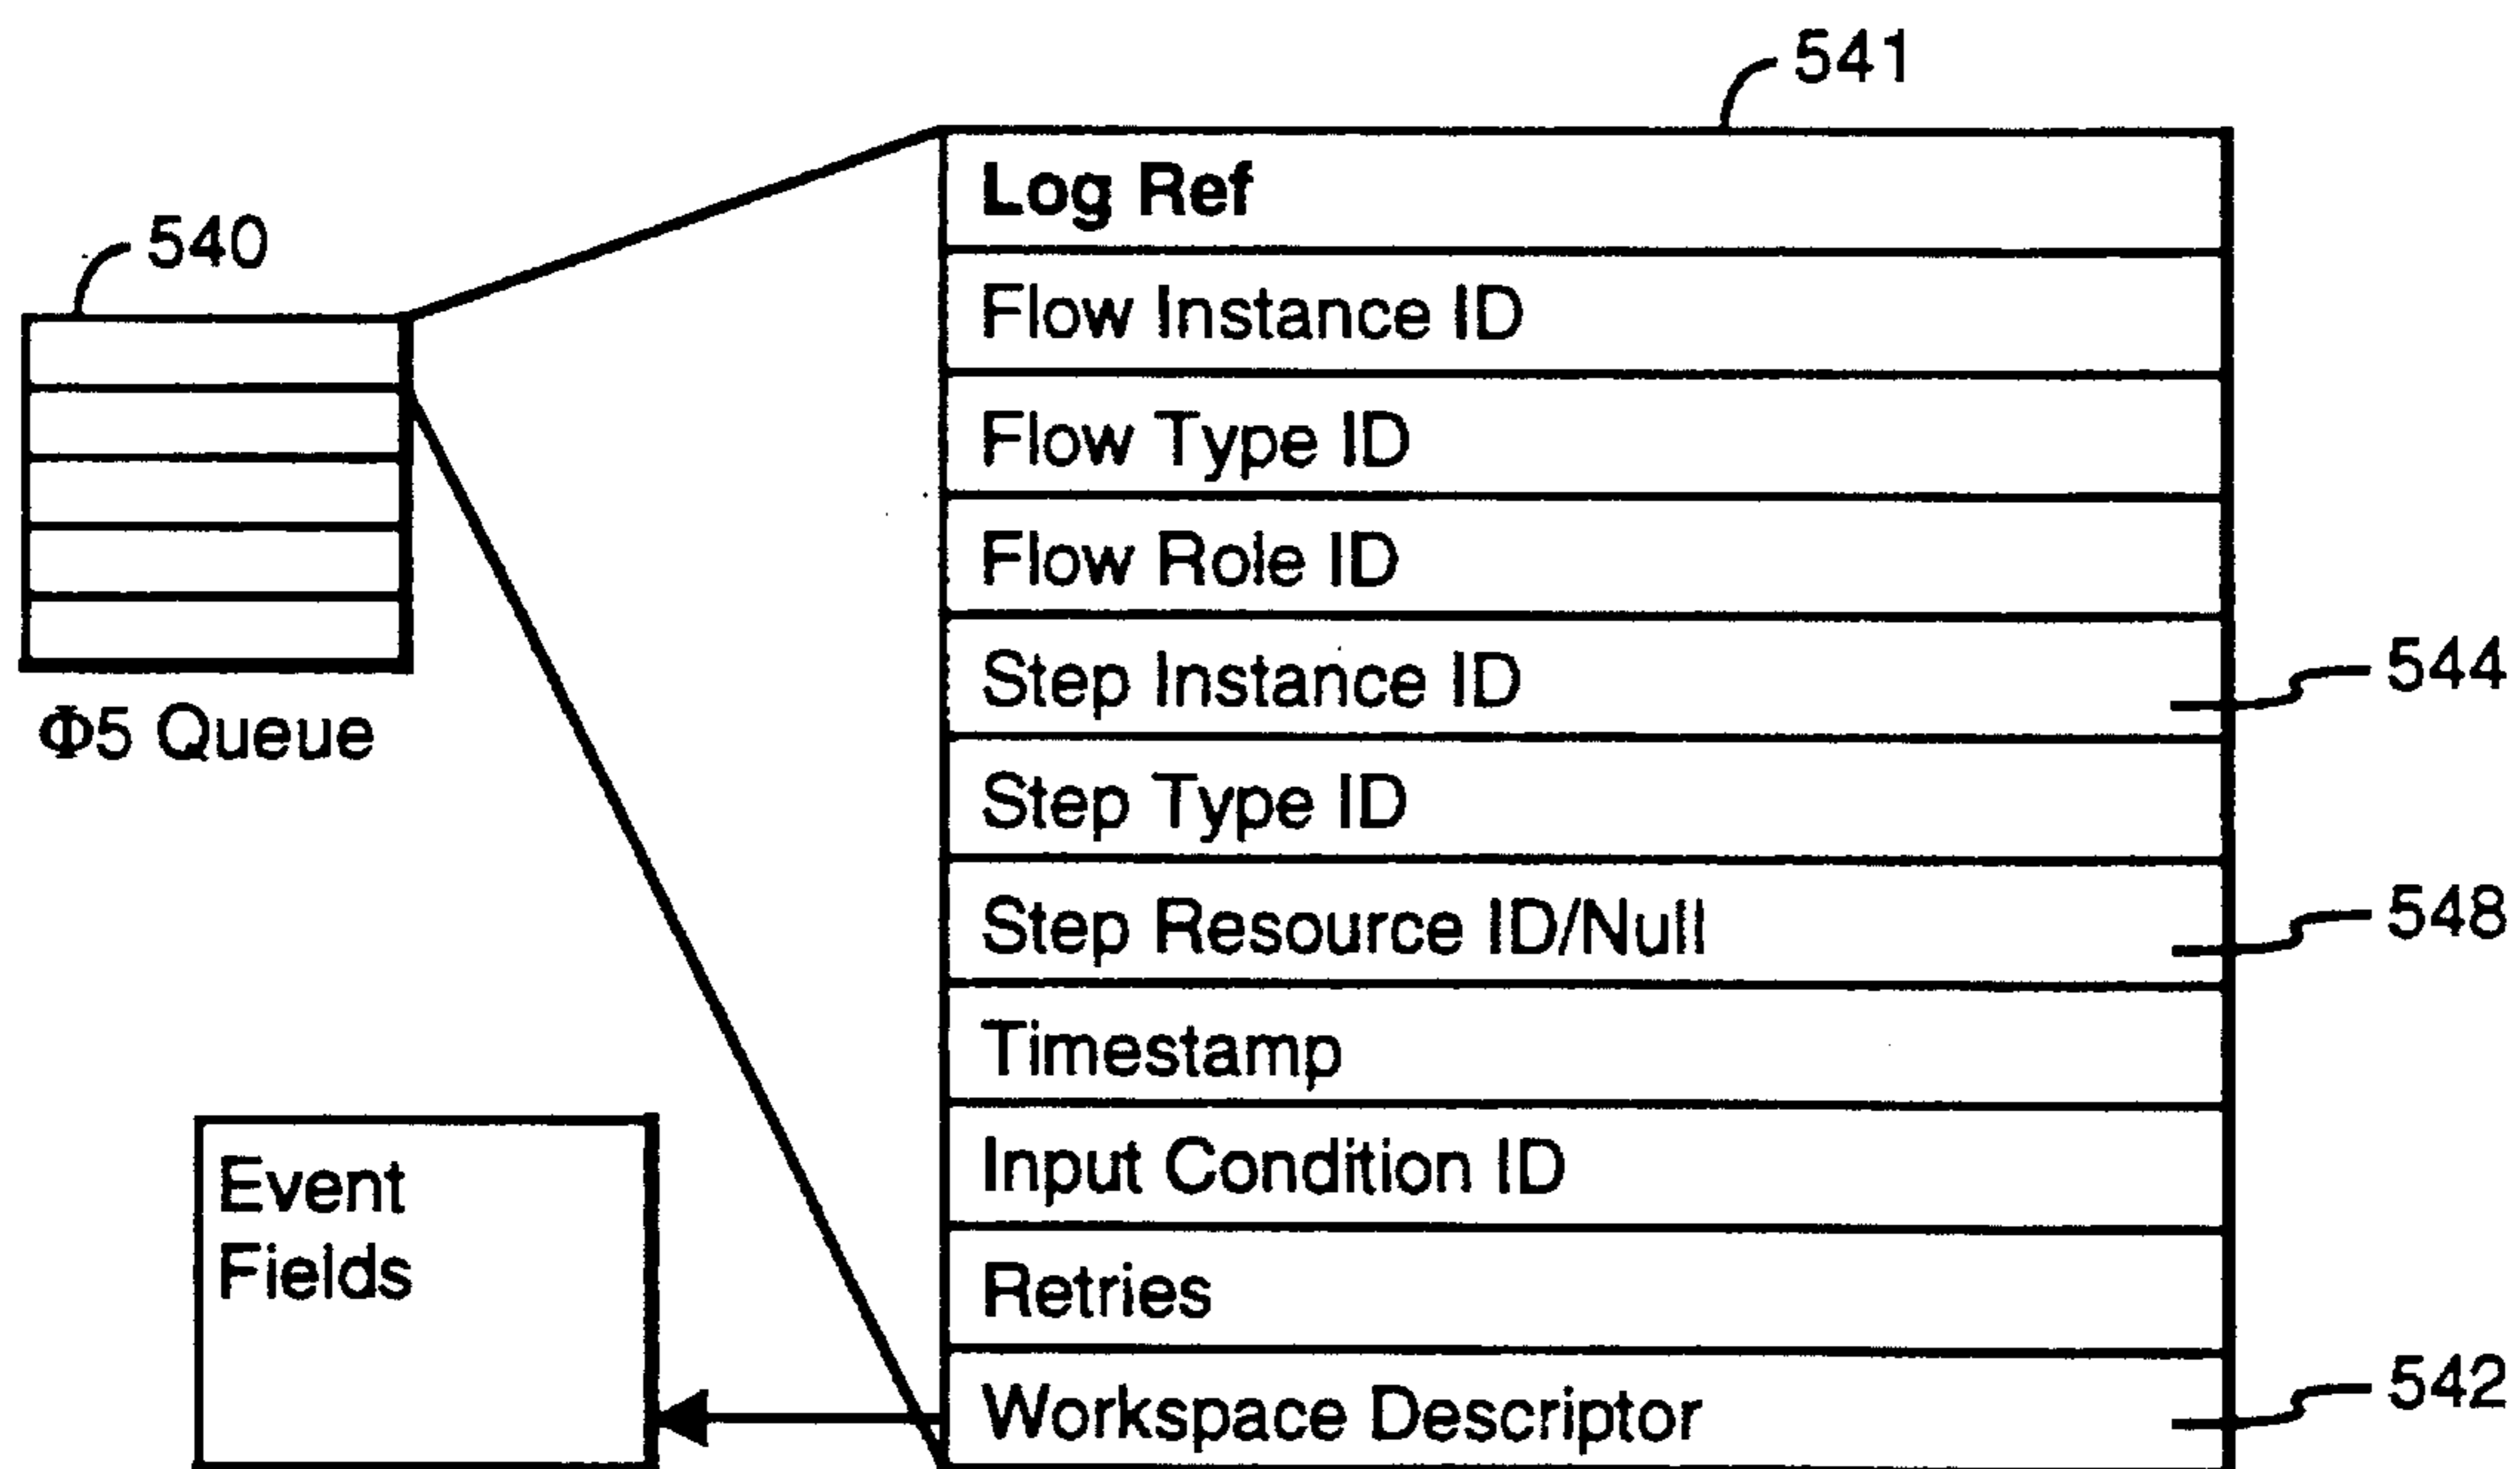 541
Log Ref
540
Flow Instance ID
Flow Type ID
Flow Role ID
Step Instance ID
544
Φ5 Queue
Step Type ID
Step Resource ID/Null
548
Timestamp
Input Condition ID
Event
Fields
Retries
Workspace Descriptor
542